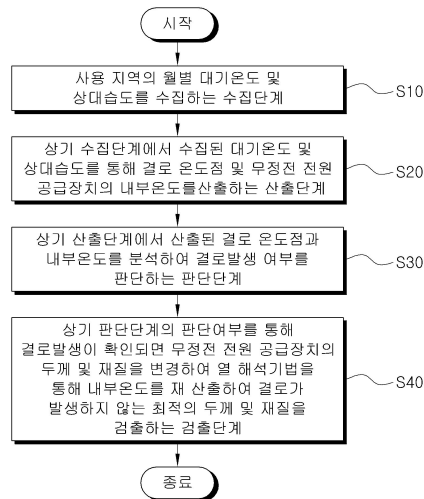 시작
사용 지역의 월별 대기온도 및
상대습도를 수집하는 수집단계
S10
상기 수집단계에서 수집된 대기온도 및
상대습도를 통해 결로 온도점 및 무정전 전원
공급장치의 내부온도를산출하는 산출단계
S20
상기 산출단계에서 산출된 결로 온도점과
내부온도를 분석하여 결로발생 여부를
판단하는 판단단계
S30
상기 판단단계의 판단여부를 통해
결로발생이 확인되면 무정전 전원 공급장치의
두께 및 재질을 변경하여 열 해석기법을
통해 내부온도를 재 산출하여 결로가
발생하지 않는 최적의 두께 및 재질을
검출하는 검출단계
S40
종료